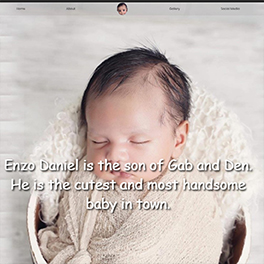 Home About Gallery Social Media
Enzo Daniel is the son of Gab and Den.
He is the cutest and most handsome
baby in town.